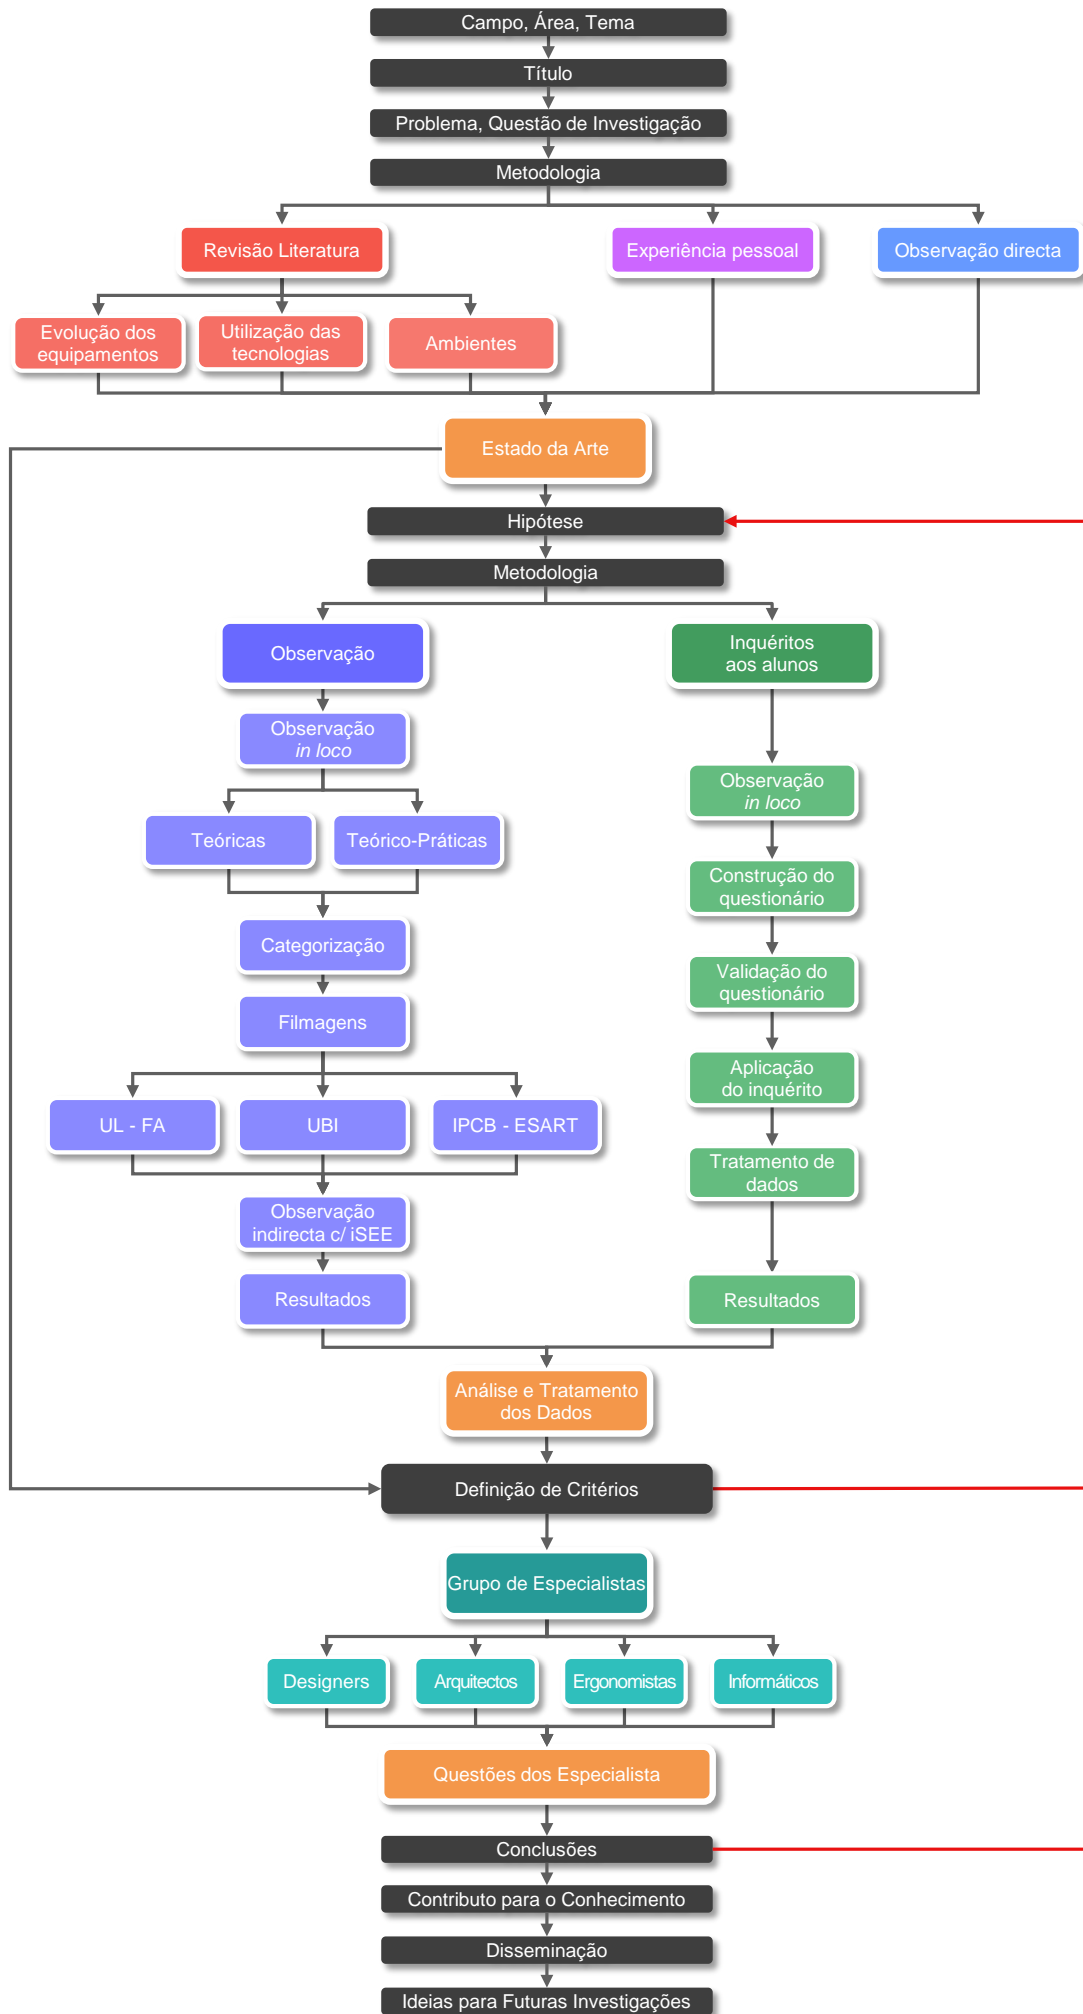 Campo, Área, Tema
Título
Problema, Questão de Investigação
Metodologia
Revisão Literatura
Experiência pessoal
Observação directa
Evolução dos
equipamentos
Utilização das
tecnologias
Ambientes
Estado da Arte
Hipótese
Metodologia
Observação
Inquéritos
aos alunos
Observação
in loco
Observação
in loco
Teóricas
Teórico-Práticas
Construção do
questionário
Categorização
Validação do
questionário
Filmagens
Aplicação
do inquérito
UL - FA
UBI
IPCB - ESART
Tratamento de
dados
Observação
indirecta c/ iSEE
Resultados
Resultados
Análise e Tratamento
dos Dados
Definição de Critérios
Grupo de Especialistas
Designers
Arquitectos
Ergonomistas
Informáticos
Questões dos Especialista
Conclusões
Contributo para o Conhecimento
Disseminação
Ideias para Futuras Investigações